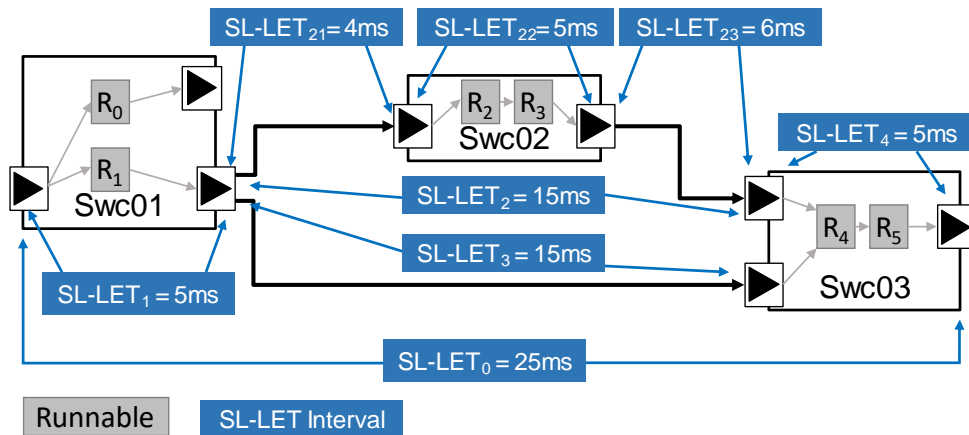 SL-LET21 = 4ms
SL-LET22 = 5ms
SL-LET23 = 6ms
R0
R1
Swc01
R2
R3
Swc02
SL-LET4 = 5ms
SL-LET2 = 15ms
SL-LET3 = 15ms
R4
R5
Swc03
SL-LET1 = 5ms
SL-LET0 = 25ms
Runnable
SL-LET Interval